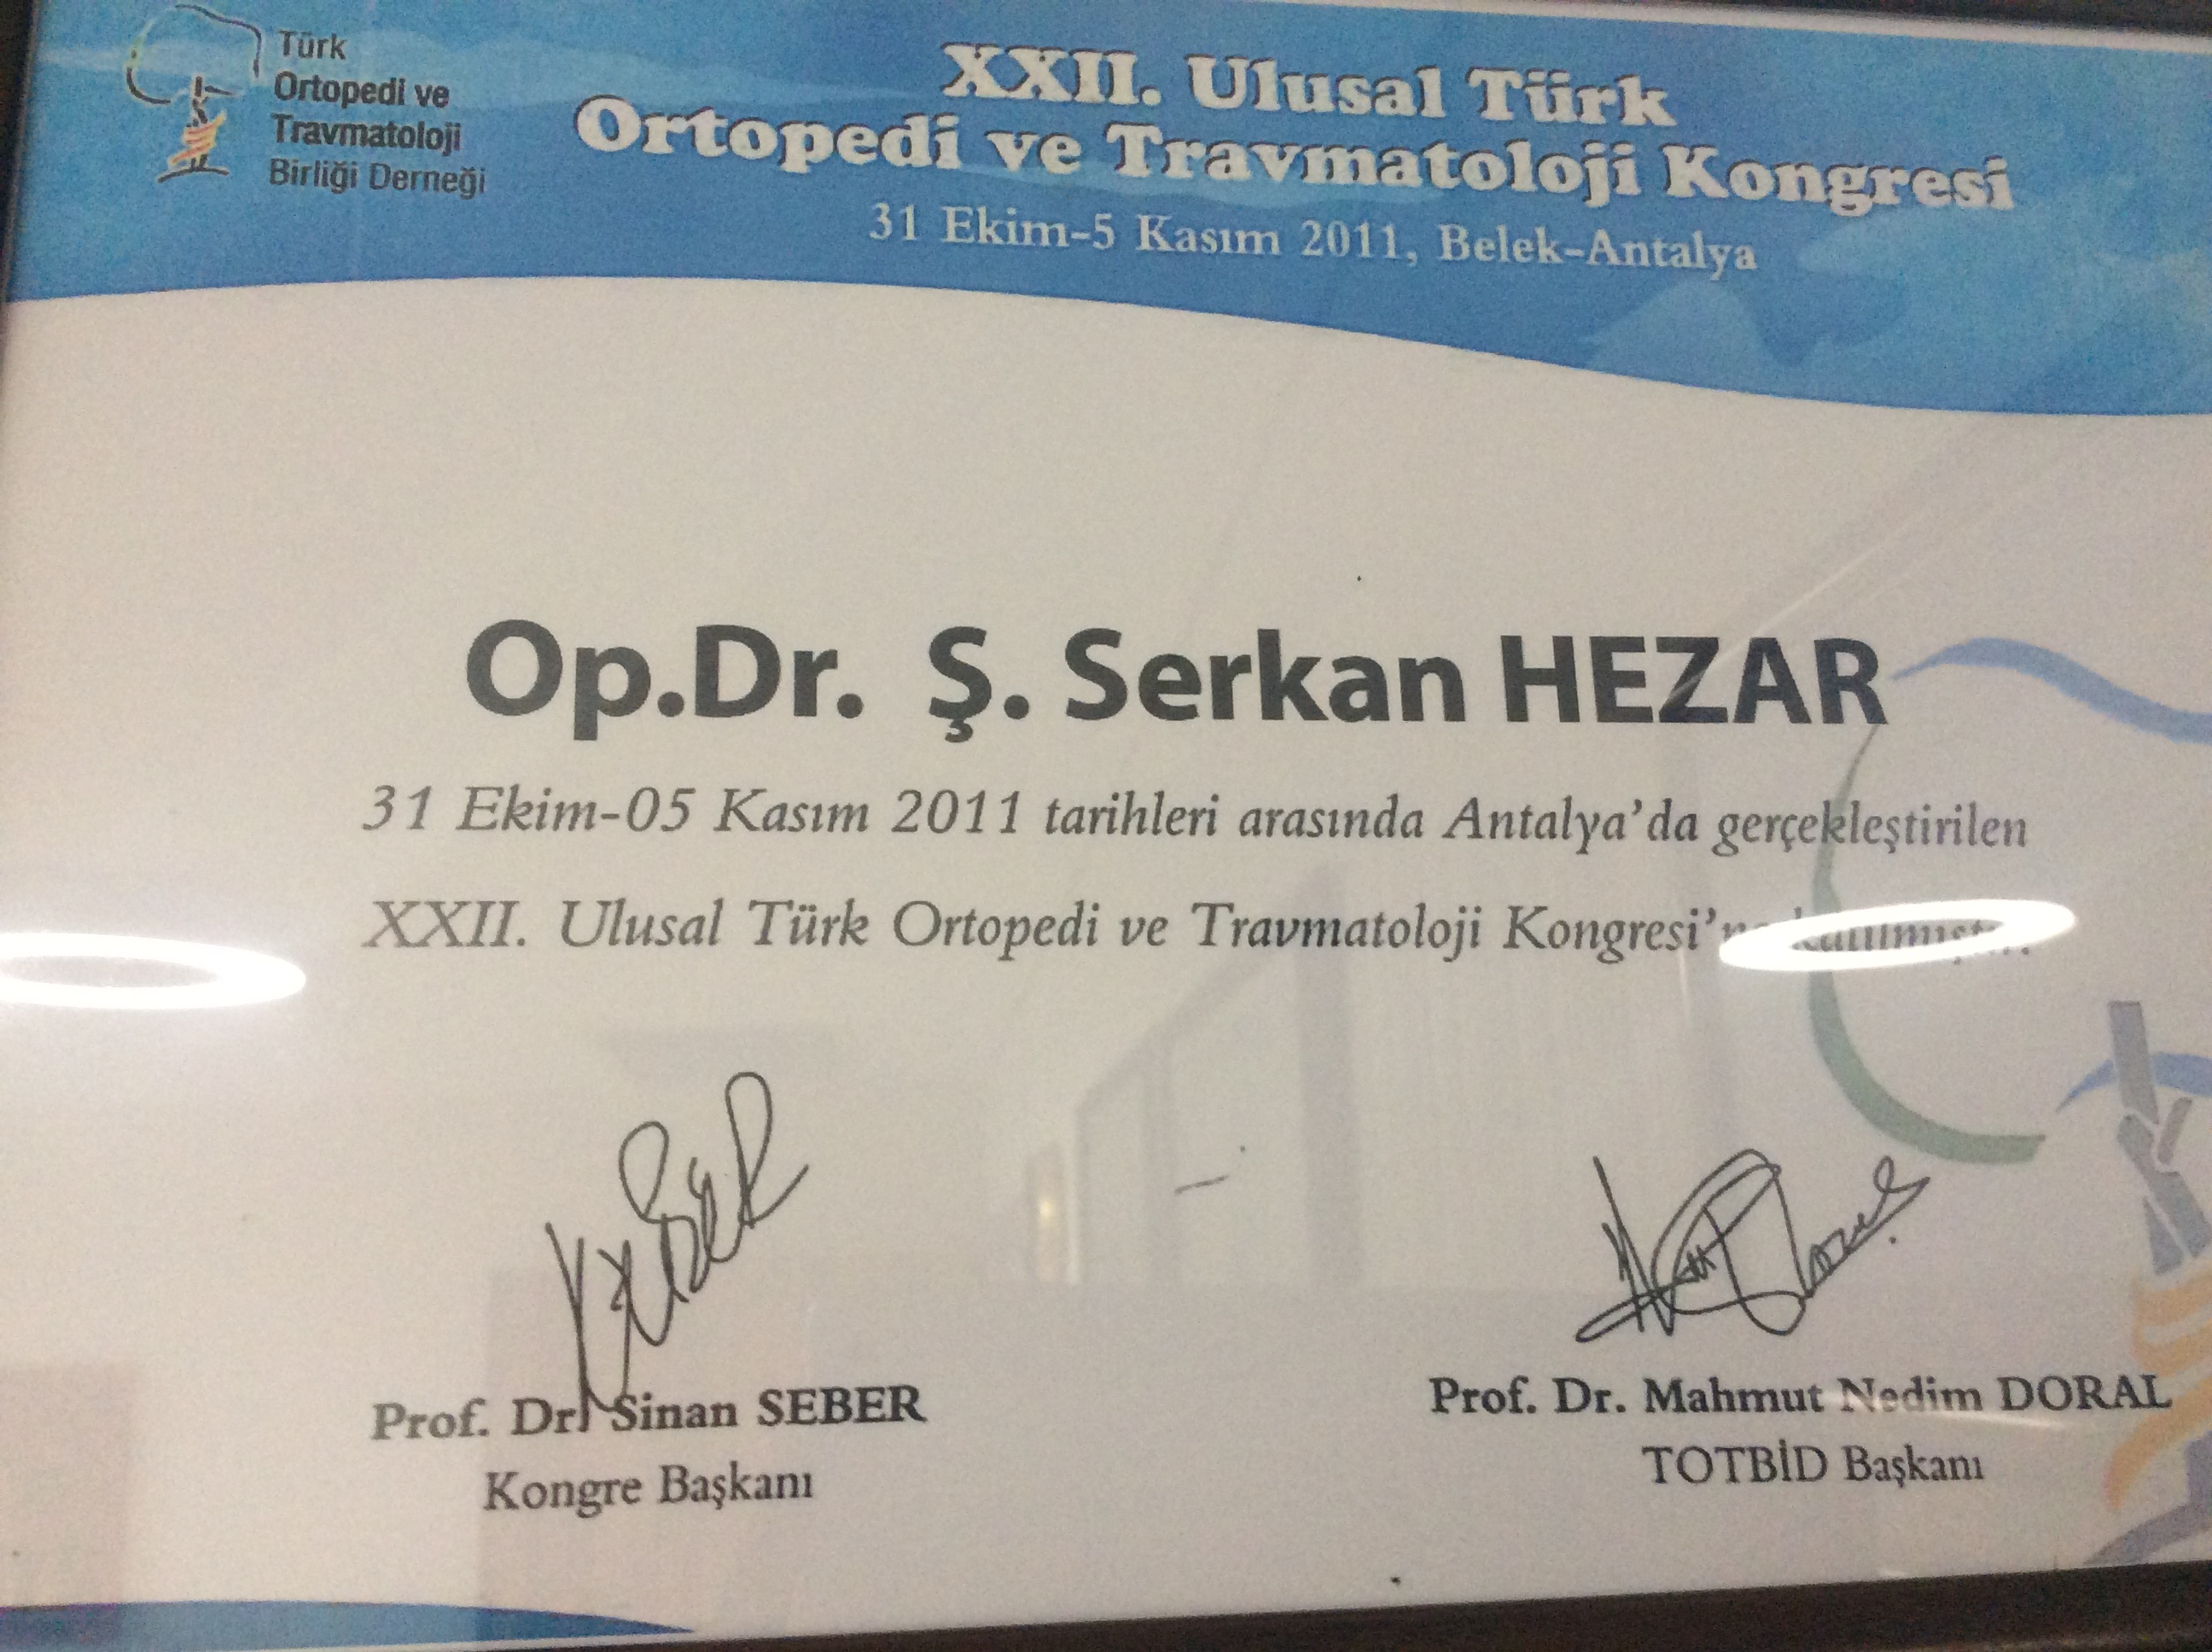 Türk
Ortopedi ve
Travmatoloji
Birliği Derneği
XXII. Ulusal Türk
Ortopedi ve Travmatoloji Kongresi
31 Ekim-5 Kasım 2011, Belek-Antalya
Op.Dr. Ş. Serkan HEZAR
31 Ekim-05 Kasım 2011 tarihleri arasında Antalya'da gerçekleştirilen
XXII. Ulusal Türk Ortopedi ve Travmatoloji Kongresi'ne katılmıştır.
Prof. Dr. Sinan SEBER
Kongre Başkanı
Prof. Dr. Mahmut Nedim DORAL
TOTBİD Başkanı